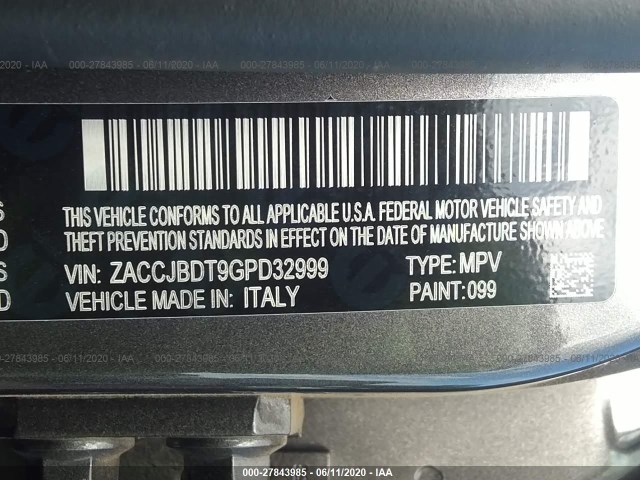 000-27843985 - 06/11/2020 - IAA
THIS VEHICLE CONFORMS TO ALL APPLICABLE U.S.A. FEDERAL MOTOR VEHICLE SAFETY AND
THEFT PREVENTION STANDARDS IN EFFECT ON THE DATE OF MANUFACTURE SHOWN ABOVE
VIN: ZACCJBDT9GPD32999 TYPE: MPV
VEHICLE MADE IN: ITALY PAINT: 099
000-27843985 - 06/11/2020 - IAA
000-27843985 - 06/11/2020 - IAA